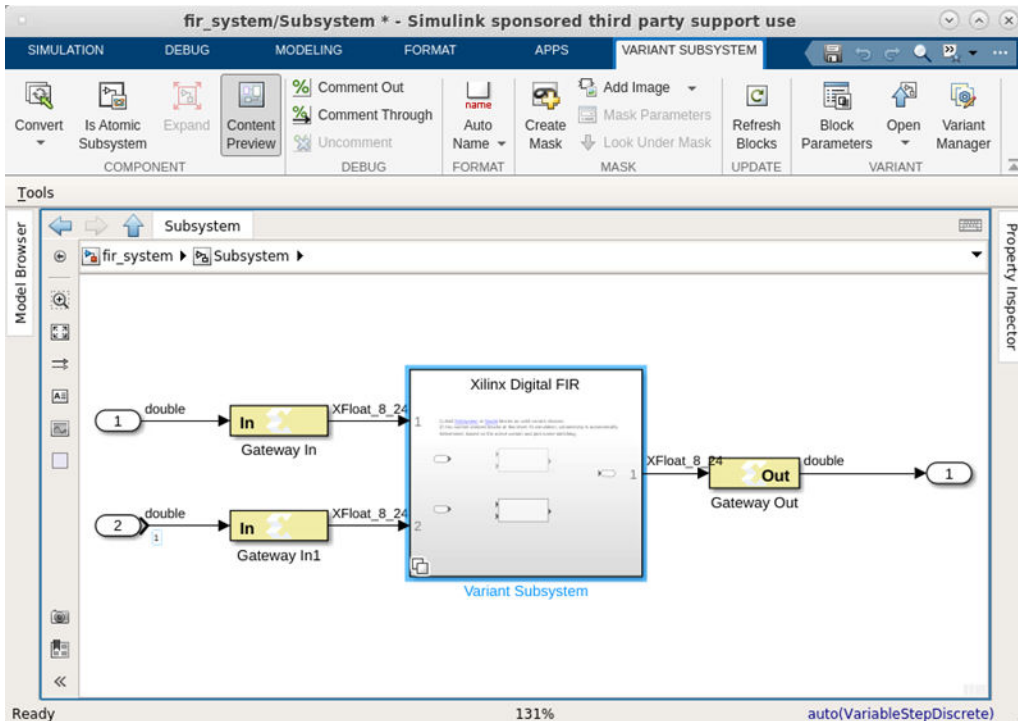 fir_system/Subsystem * - Simulink sponsored third party support use
SIMULATION DEBUG MODELING FORMAT APPS VARIANT SUBSYSTEM
Convert
Is Atomic
Subsystem
Expand
Content
Preview
COMPONENT
Comment Out
Comment Through
Uncomment
DEBUG
name
Auto
Name
FORMAT
Create
Mask
Add Image
Mask Parameters
Look Under Mask
MASK
Refresh
Blocks
UPDATE
Block
Parameters
Open
Variant
Manager
VARIANT
Tools
Model Browser
Property Inspector
Subsystem
fir_system Subsystem
Xilinx Digital FIR
1 double In XFloat_8_24 1
Gateway In
1 XFloat_8_24 Out double 1
Gateway Out
2 double 1 In XFloat_8_24 2
Gateway In1
Variant Subsystem
Ready 131% auto(VariableStepDiscrete)